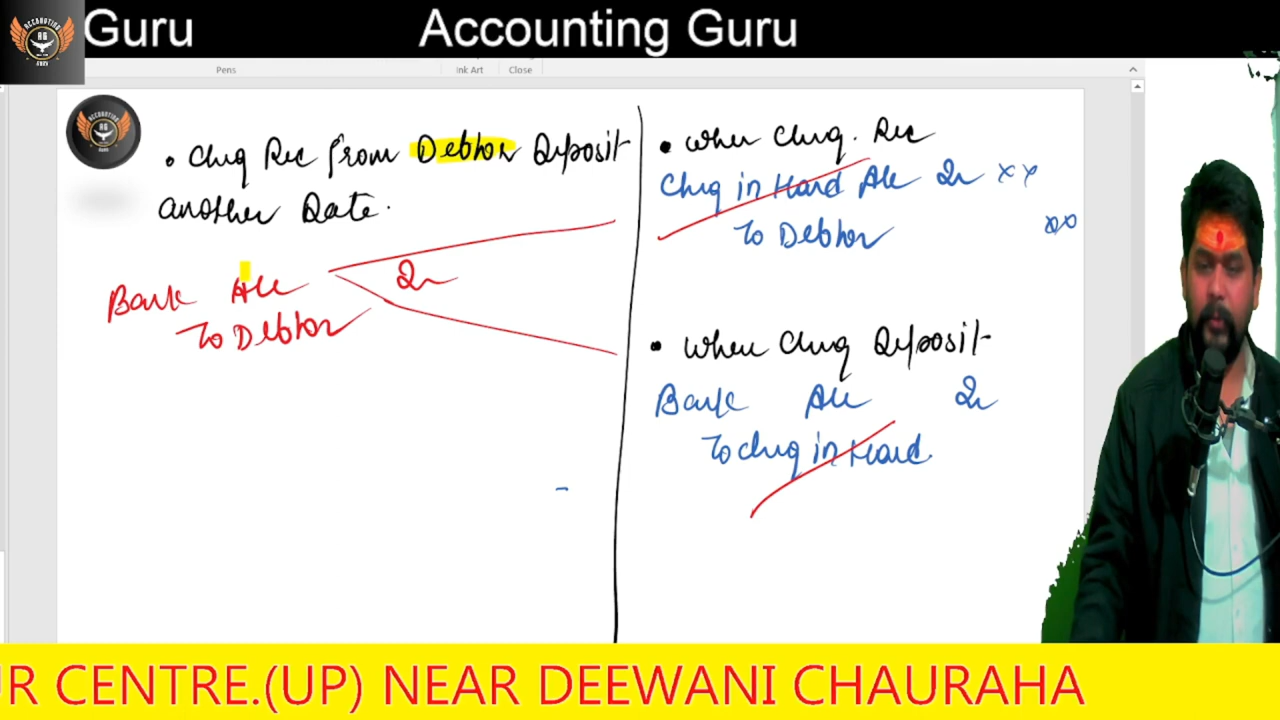 Guru
Accounting Guru
Pens
Ink Art
Close
• Chq Rec from Debtor Deposit
another Date.
Bank A/c Dr
To Debtor
• When Chq. Rec
Chq in Hand A/c Dr xx
To Debtor xx
• When Chq Deposit
Bank A/c Dr
To Chq in Hand
R CENTRE.(UP) NEAR DEEWANI CHAURAHA